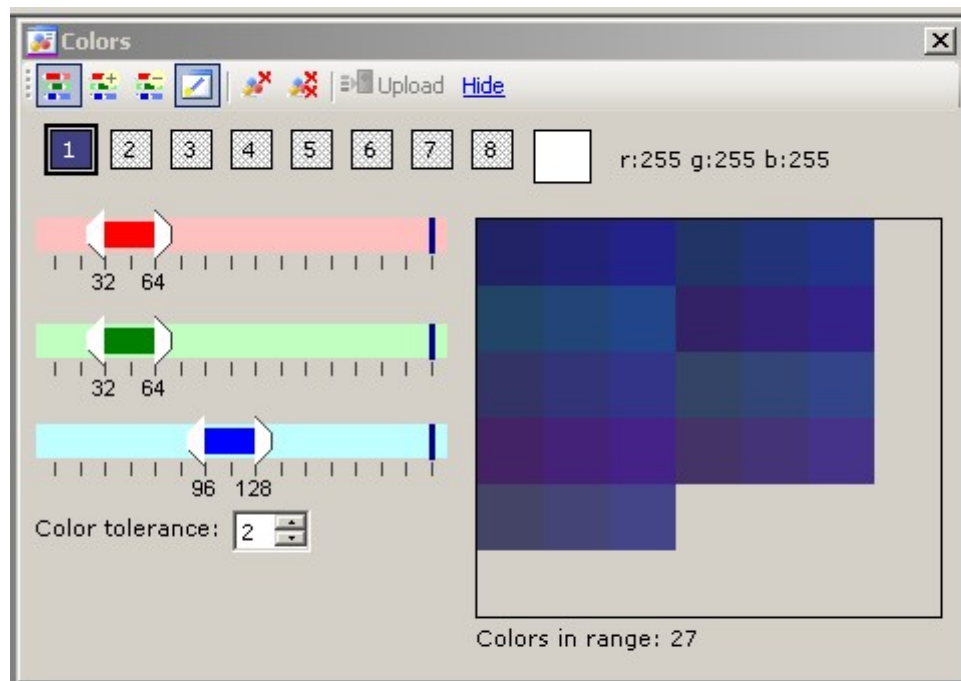 Colors
Upload Hide
1 2 3 4 5 6 7 8 r:255 g:255 b:255
32 64
32 64
96 128
Color tolerance: 2
Colors in range: 27